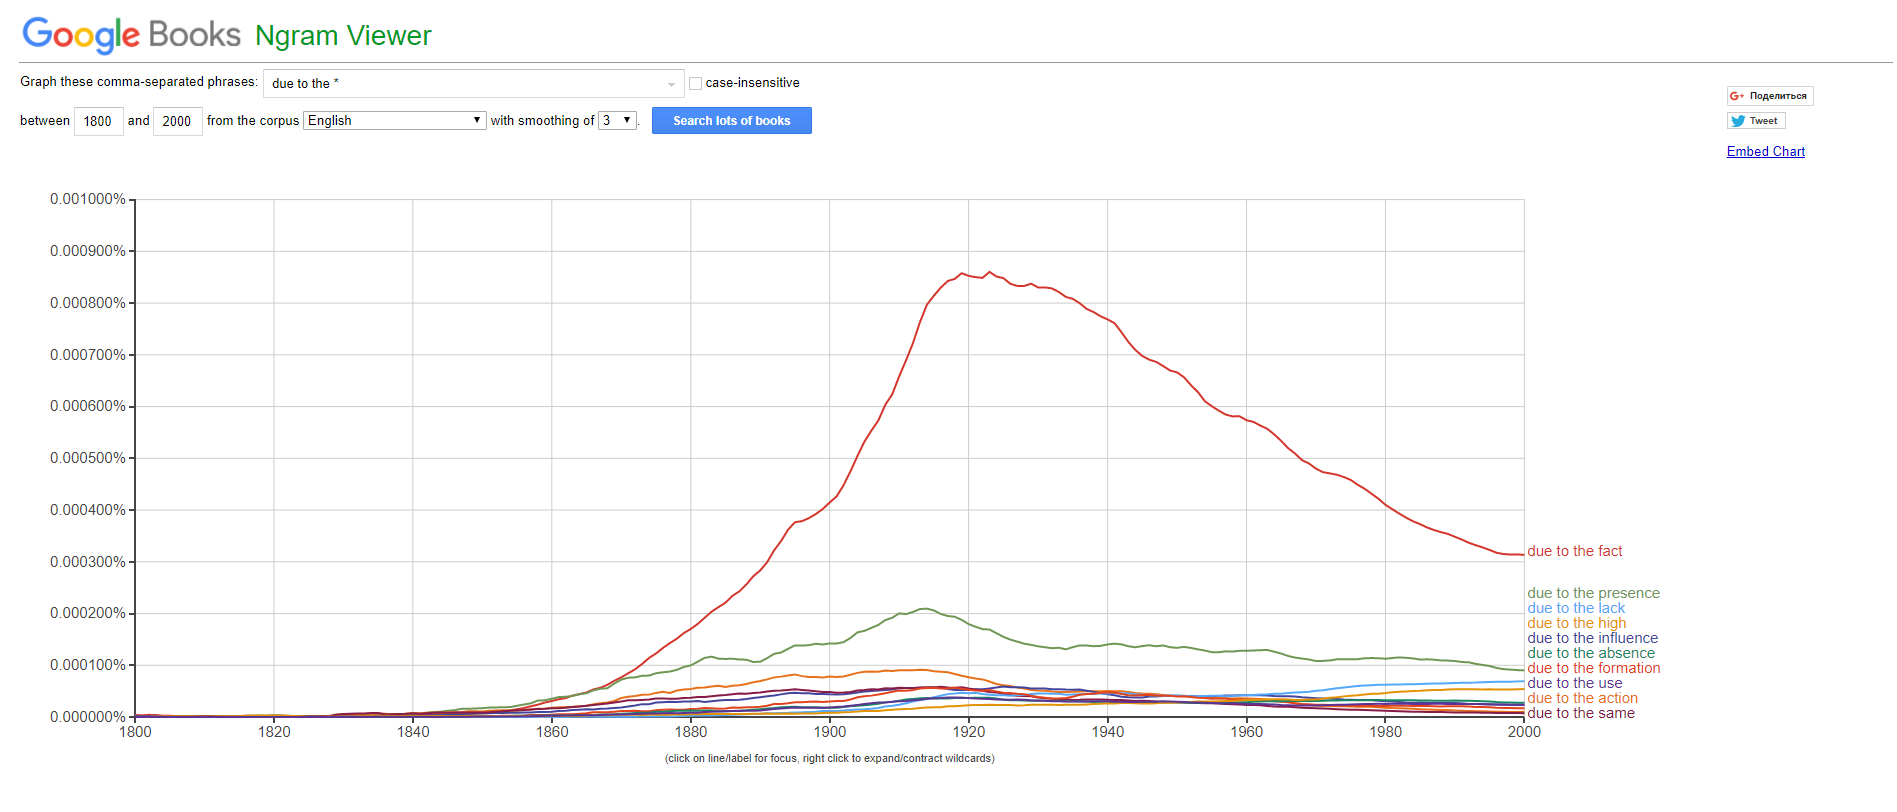 Google Books Ngram Viewer
Graph these comma-separated phrases: due to the * case-insensitive
between 1800 and 2000 from the corpus English with smoothing of 3 . Search lots of books
G+ Поделиться
Tweet
Embed Chart
0.001000%
0.000900%
0.000800%
0.000700%
0.000600%
0.000500%
0.000400%
0.000300%
0.000200%
0.000100%
0.000000%
due to the fact
due to the presence
due to the lack
due to the high
due to the influence
due to the absence
due to the formation
due to the use
due to the action
due to the same
1800 1820 1840 1860 1880 1900 1920 1940 1960 1980 2000
(click on line/label for focus, right click to expand/contract wildcards)